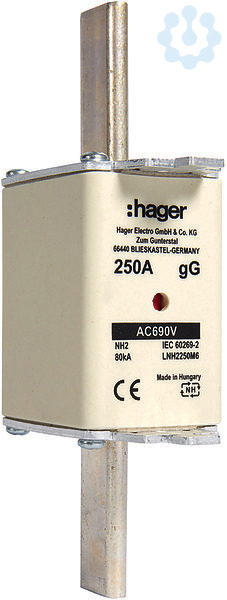 :hager
Hager Electro GmbH & Co. KG
Zum Gunterstal
66440 BLIESKASTEL-GERMANY
250A gG
AC690V
NH2 IEC 60269-2
80kA LNH2250M6
Made in Hungary
CE NH